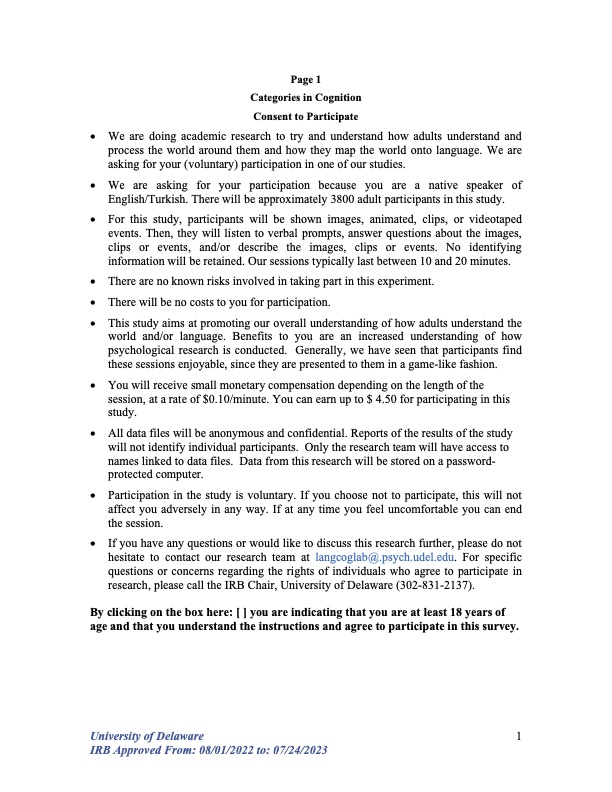 Page 1
Categories in Cognition
Consent to Participate
• We are doing academic research to try and understand how adults understand and
process the world around them and how they map the world onto language. We are
asking for your (voluntary) participation in one of our studies.
• We are asking for your participation because you are a native speaker of
English/Turkish. There will be approximately 3800 adult participants in this study.
• For this study, participants will be shown images, animated, clips, or videotaped
events. Then, they will listen to verbal prompts, answer questions about the images,
clips or events, and/or describe the images, clips or events. No identifying
information will be retained. Our sessions typically last between 10 and 20 minutes.
• There are no known risks involved in taking part in this experiment.
• There will be no costs to you for participation.
• This study aims at promoting our overall understanding of how adults understand the
world and/or language. Benefits to you are an increased understanding of how
psychological research is conducted. Generally, we have seen that participants find
these sessions enjoyable, since they are presented to them in a game-like fashion.
• You will receive small monetary compensation depending on the length of the
session, at a rate of $0.10/minute. You can earn up to $ 4.50 for participating in this
study.
• All data files will be anonymous and confidential. Reports of the results of the study
will not identify individual participants. Only the research team will have access to
names linked to data files. Data from this research will be stored on a password-
protected computer.
• Participation in the study is voluntary. If you choose not to participate, this will not
affect you adversely in any way. If at any time you feel uncomfortable you can end
the session.
• If you have any questions or would like to discuss this research further, please do not
hesitate to contact our research team at langcoglab@.psych.udel.edu. For specific
questions or concerns regarding the rights of individuals who agree to participate in
research, please call the IRB Chair, University of Delaware (302-831-2137).
By clicking on the box here: [ ] you are indicating that you are at least 18 years of
age and that you understand the instructions and agree to participate in this survey.
University of Delaware 1
IRB Approved From: 08/01/2022 to: 07/24/2023